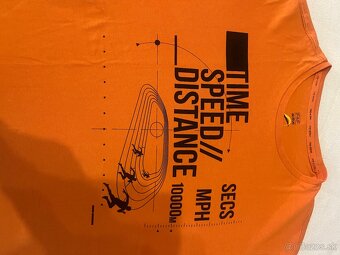 TIME
SPEED//
DISTANCE
SECS
MPH
10000M